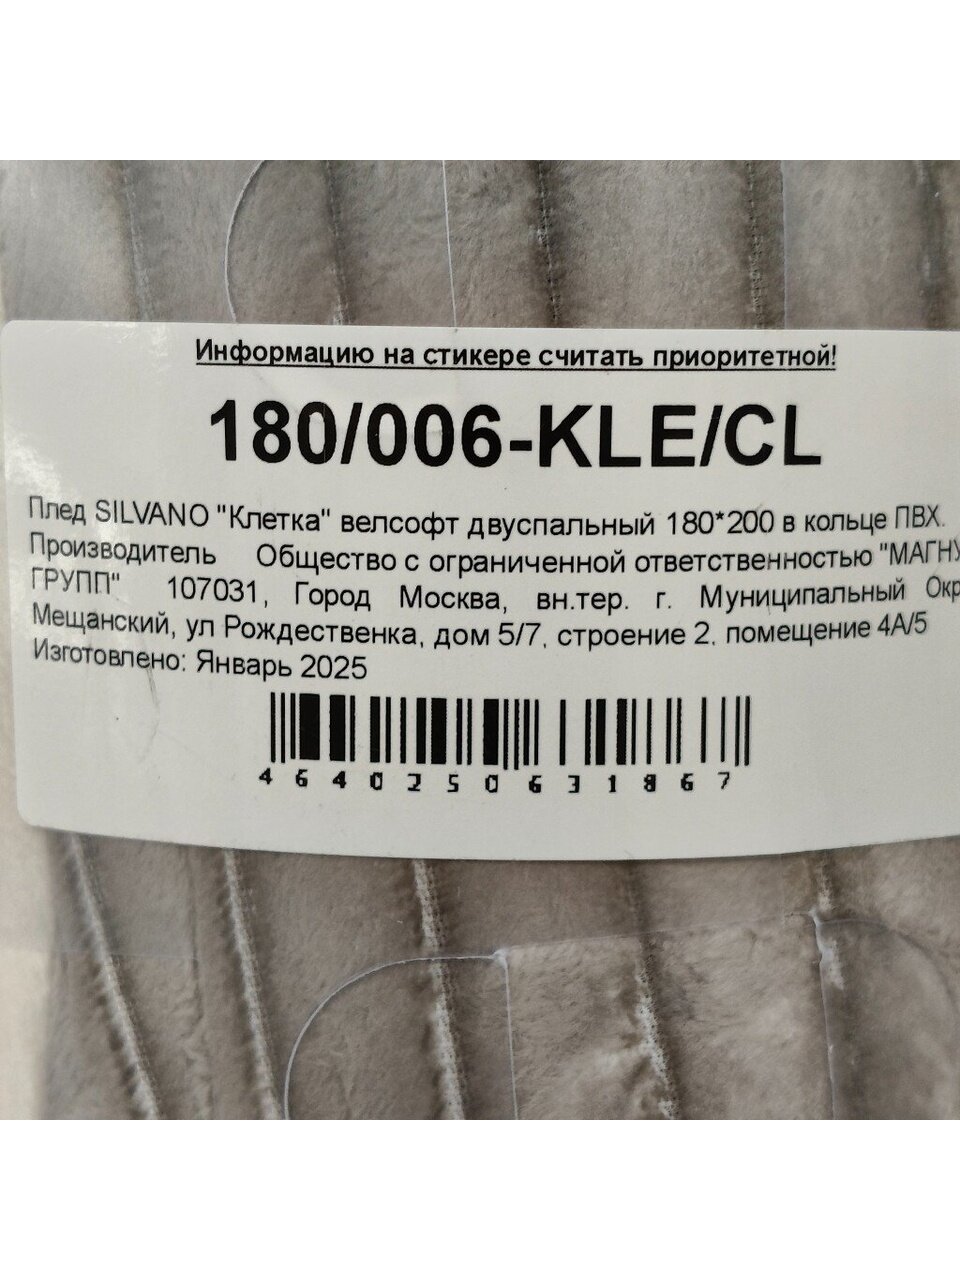 Информацию на стикере считать приоритетной!
180/006-KLE/CL
Плед SILVANO "Клетка" велсофт двуспальный 180*200 в кольце ПВХ.
Производитель Общество с ограниченной ответственностью
ГРУПП" 107031, Город Москва, вн.тер. г. Муниципальный
Мещанский, ул Рождественка, дом 5/7, строение 2, помещение 4А/5
Изготовлено: Январь 2025
4640250631867